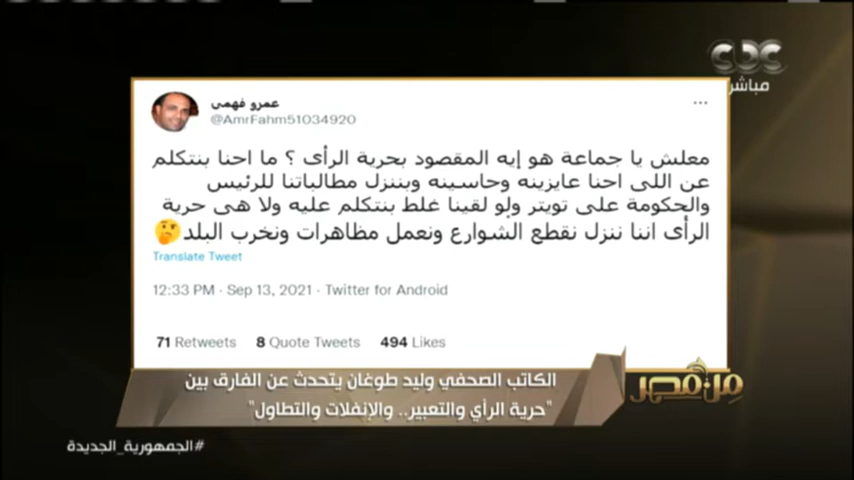 cbc
مباشر
عمرو فهمى
@AmrFahm51034920
معلش يا جماعة هو إيه المقصود بحرية الرأى ؟ ما احنا بنتكلم
عن اللى احنا عايزينه وحاسينه وبننزل مطالباتنا للرئيس
والحكومة على تويتر ولو لقينا غلط بنتكلم عليه ولا هى حرية
الرأى اننا ننزل نقطع الشوارع ونعمل مظاهرات ونخرب البلد🤔
Translate Tweet
12:33 PM · Sep 13, 2021 · Twitter for Android
71 Retweets 8 Quote Tweets 494 Likes
الكاتب الصحفي وليد طوغان يتحدث عن الفارق بين
"حرية الرأي والتعبير.. والإنفلات والتطاول"
من مصر
#الجمهورية_الجديدة